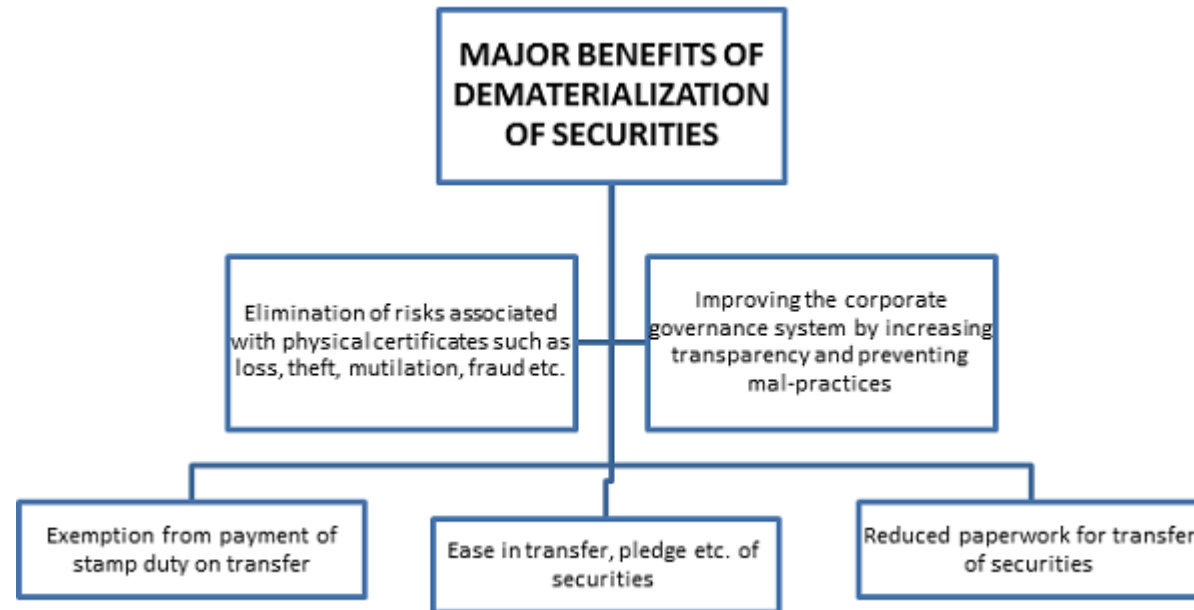 MAJOR BENEFITS OF
DEMATERIALIZATION
OF SECURITIES
Elimination of risks associated
with physical certificates such as
loss, theft, mutilation, fraud etc.
Improving the corporate
governance system by increasing
transparency and preventing
mal-practices
Exemption from payment of
stamp duty on transfer
Ease in transfer, pledge etc. of
securities
Reduced paperwork for transfer
of securities